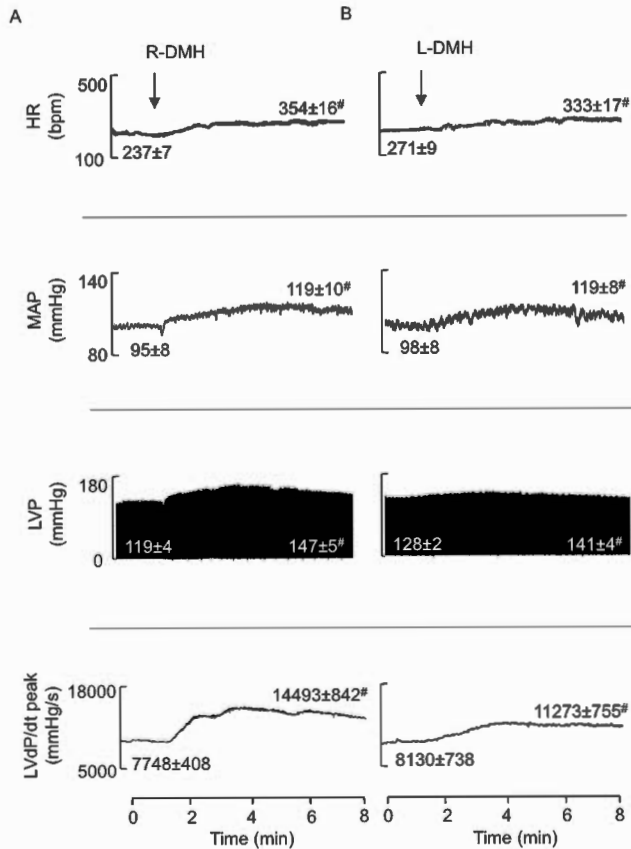 A
B
R-DMH
L-DMH
HR
(bpm)
500
100
354±16#
237±7
333±17#
271±9
MAP
(mmHg)
140
80
119±10#
95±8
119±8#
98±8
LVP
(mmHg)
180
0
119±4
147±5#
128±2
141±4#
LVdP/dt peak
(mmHg/s)
18000
5000
14493±842#
7748±408
11273±755#
8130±738
0 2 4 6 8
0 2 4 6 8
Time (min)
Time (min)